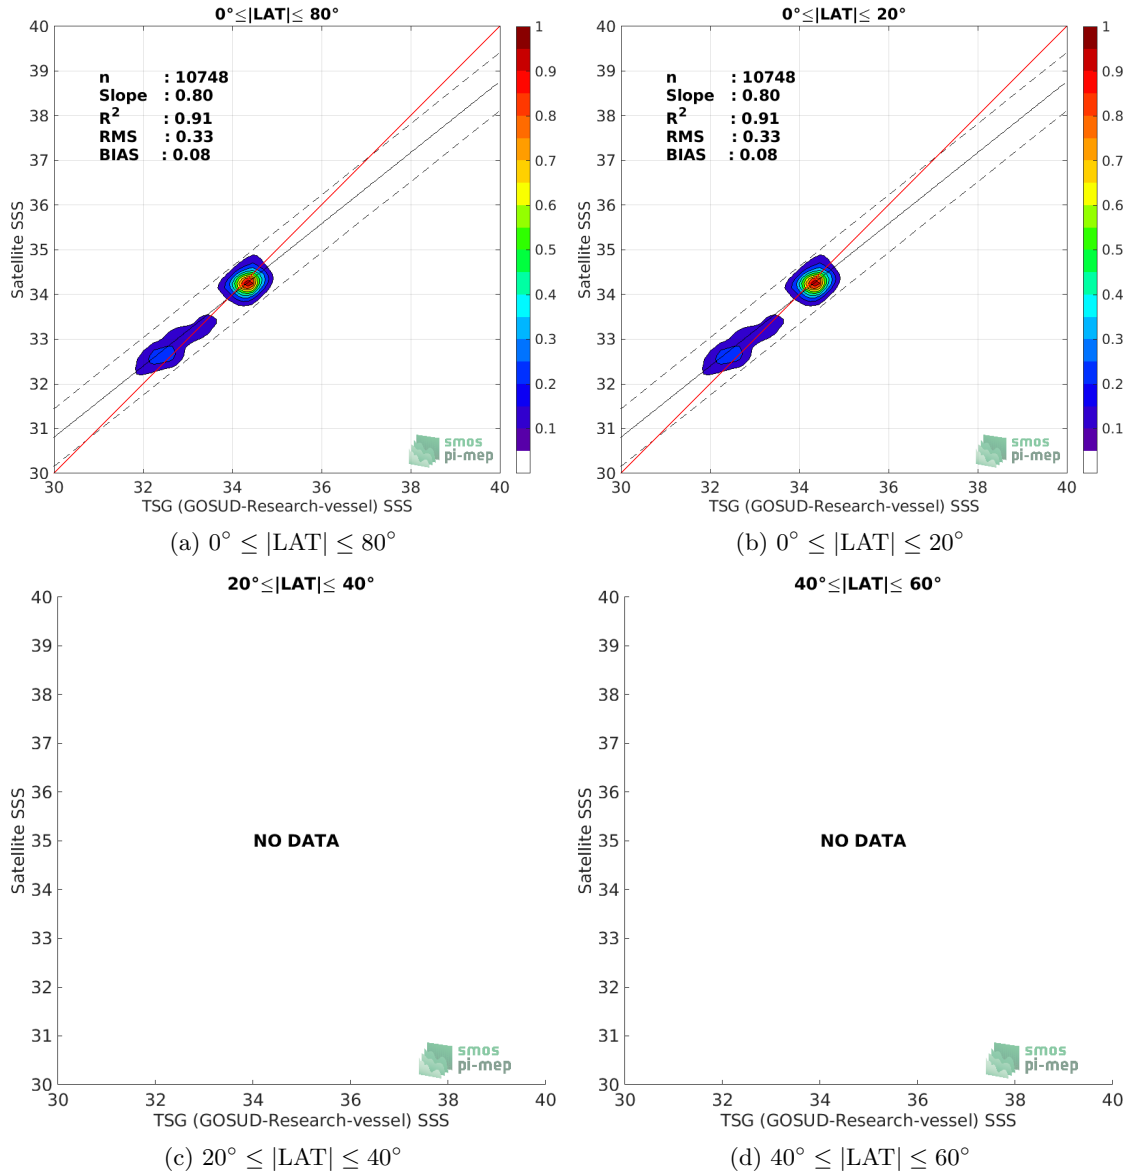 0°≤|LAT|≤ 80°
40
39
38
37
36
35
34
33
32
31
30
Satellite SSS
n : 10748
Slope : 0.80
R2 : 0.91
RMS : 0.33
BIAS : 0.08
1
0.9
0.8
0.7
0.6
0.5
0.4
0.3
0.2
0.1
smos
pi-mep
30 32 34 36 38 40
TSG (GOSUD-Research-vessel) SSS
(a) 0° ≤ |LAT| ≤ 80°
0°≤|LAT|≤ 20°
40
39
38
37
36
35
34
33
32
31
30
Satellite SSS
n : 10748
Slope : 0.80
R2 : 0.91
RMS : 0.33
BIAS : 0.08
1
0.9
0.8
0.7
0.6
0.5
0.4
0.3
0.2
0.1
smos
pi-mep
30 32 34 36 38 40
TSG (GOSUD-Research-vessel) SSS
(b) 0° ≤ |LAT| ≤ 20°
20°≤|LAT|≤ 40°
40
39
38
37
36
35
34
33
32
31
30
Satellite SSS
NO DATA
smos
pi-mep
30 32 34 36 38 40
TSG (GOSUD-Research-vessel) SSS
(c) 20° ≤ |LAT| ≤ 40°
40°≤|LAT|≤ 60°
40
39
38
37
36
35
34
33
32
31
30
Satellite SSS
NO DATA
smos
pi-mep
30 32 34 36 38 40
TSG (GOSUD-Research-vessel) SSS
(d) 40° ≤ |LAT| ≤ 60°